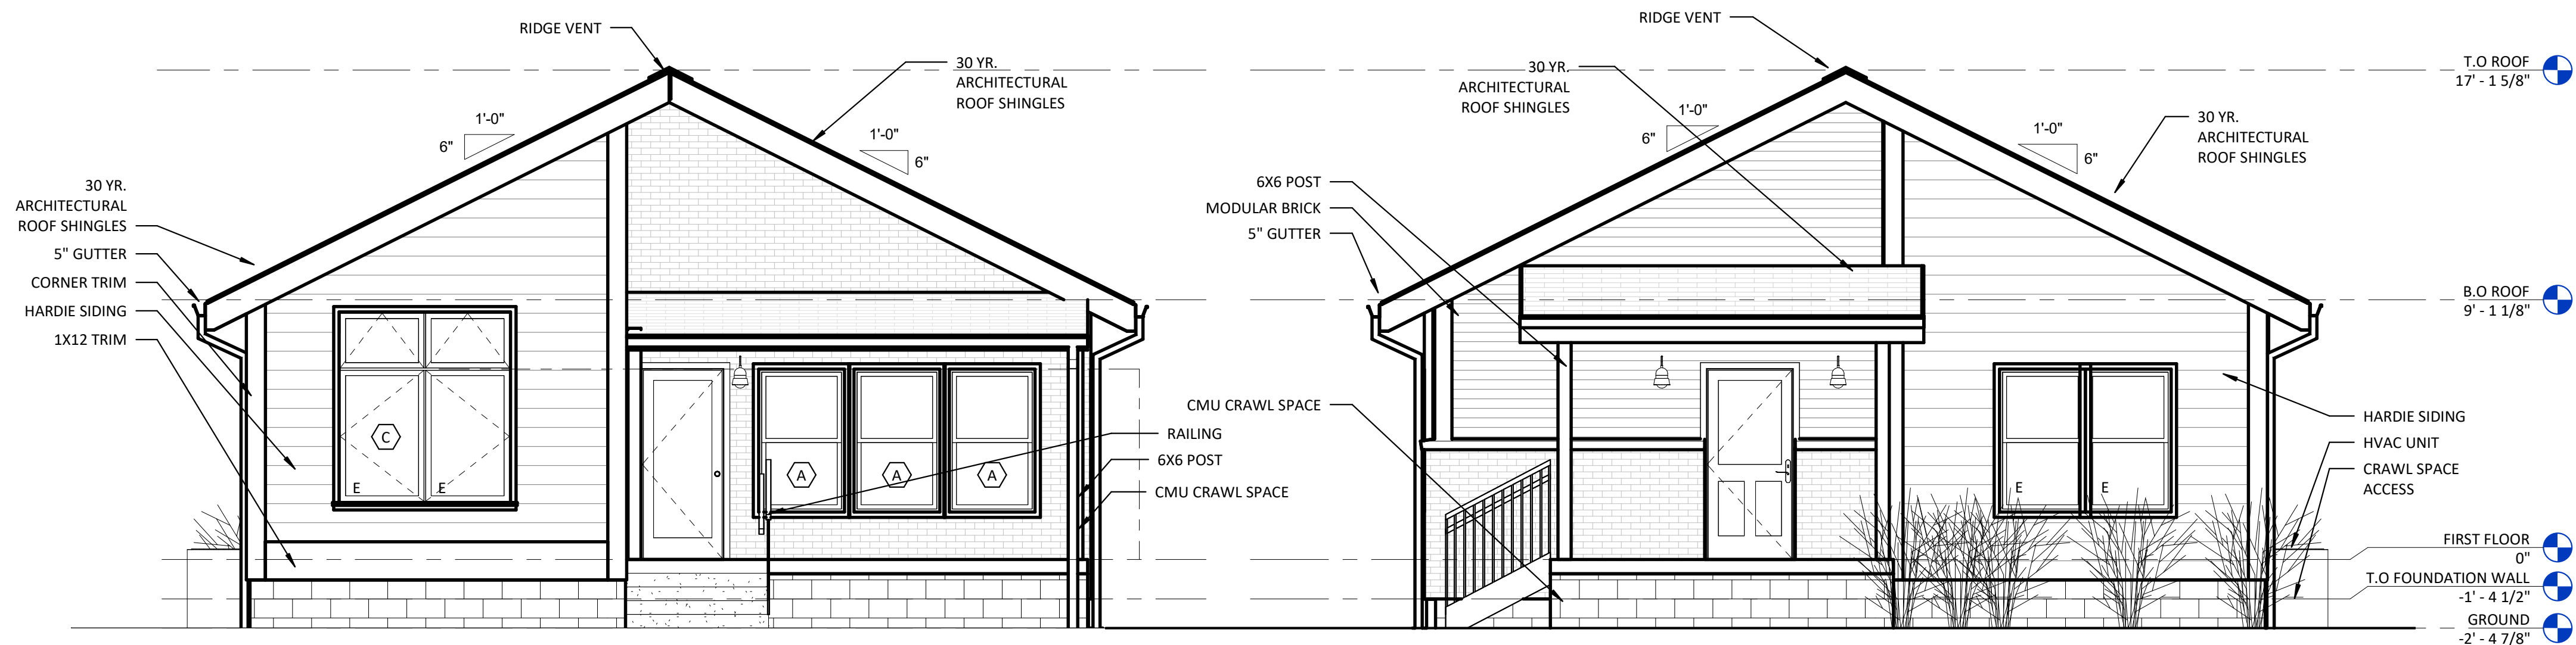 RIDGE VENT
30 YR.
ARCHITECTURAL
ROOF SHINGLES
1'-0"
6"
1'-0"
6"
30 YR.
ARCHITECTURAL
ROOF SHINGLES
5" GUTTER
CORNER TRIM
HARDIE SIDING
1X12 TRIM
C
E
E
A
A
A
RAILING
6X6 POST
CMU CRAWL SPACE
RIDGE VENT
30 YR.
ARCHITECTURAL
ROOF SHINGLES
1'-0"
6"
1'-0"
6"
30 YR.
ARCHITECTURAL
ROOF SHINGLES
6X6 POST
MODULAR BRICK
5" GUTTER
CMU CRAWL SPACE
E
E
HARDIE SIDING
HVAC UNIT
CRAWL SPACE
ACCESS
T.O ROOF
17' - 1 5/8"
B.O ROOF
9' - 1 1/8"
FIRST FLOOR
0"
T.O FOUNDATION WALL
-1' - 4 1/2"
GROUND
-2' - 4 7/8"